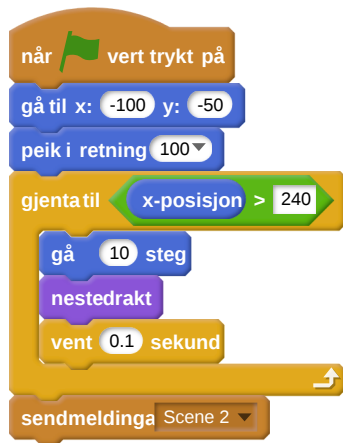 når vert trykt på
gå til x: -100 y: -50
peik i retning 100
gjenta til x-posisjon > 240
gå 10 steg
nestedrakt
vent 0.1 sekund
sendmeldinga Scene 2